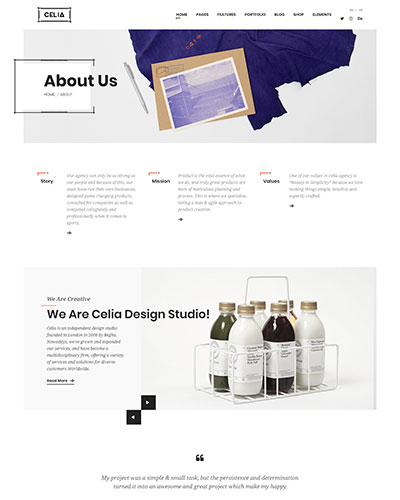 EN / AR
CELIA
HOME PAGES FEATURES PORTFOLIO BLOG SHOP ELEMENTS
About Us
HOME / ABOUT
Story
Our agency can only be as strong as
our people and because of this, our
team have run their own businesses,
designed game changing products,
consulted for companies as well as
competed collegiately and
professionally when it comes to
sports.
Mission
Product is the vital essence of what
we do, and truly great products are
born of meticulous planning and
process. This is where we specialize,
taking a lean & agile approach to
product creation.
Values
One of our value in Celia agency is
"Beauty in Simplicity" because we love
making things simple, intuitive and
expertly crafted.
We Are Creative
We Are Celia Design Studio!
Celia is an independent design studio
founded in London in 2008 by Begha,
Nowadays, we've grown and expanded
our services, and have become a
multidisciplinary firm, offering a variety
of services and solutions for diverse
customers Worldwide.
Read More
My project was a simple & small task, but the persistence and determination
turned it into an awesome and great project which make my happy